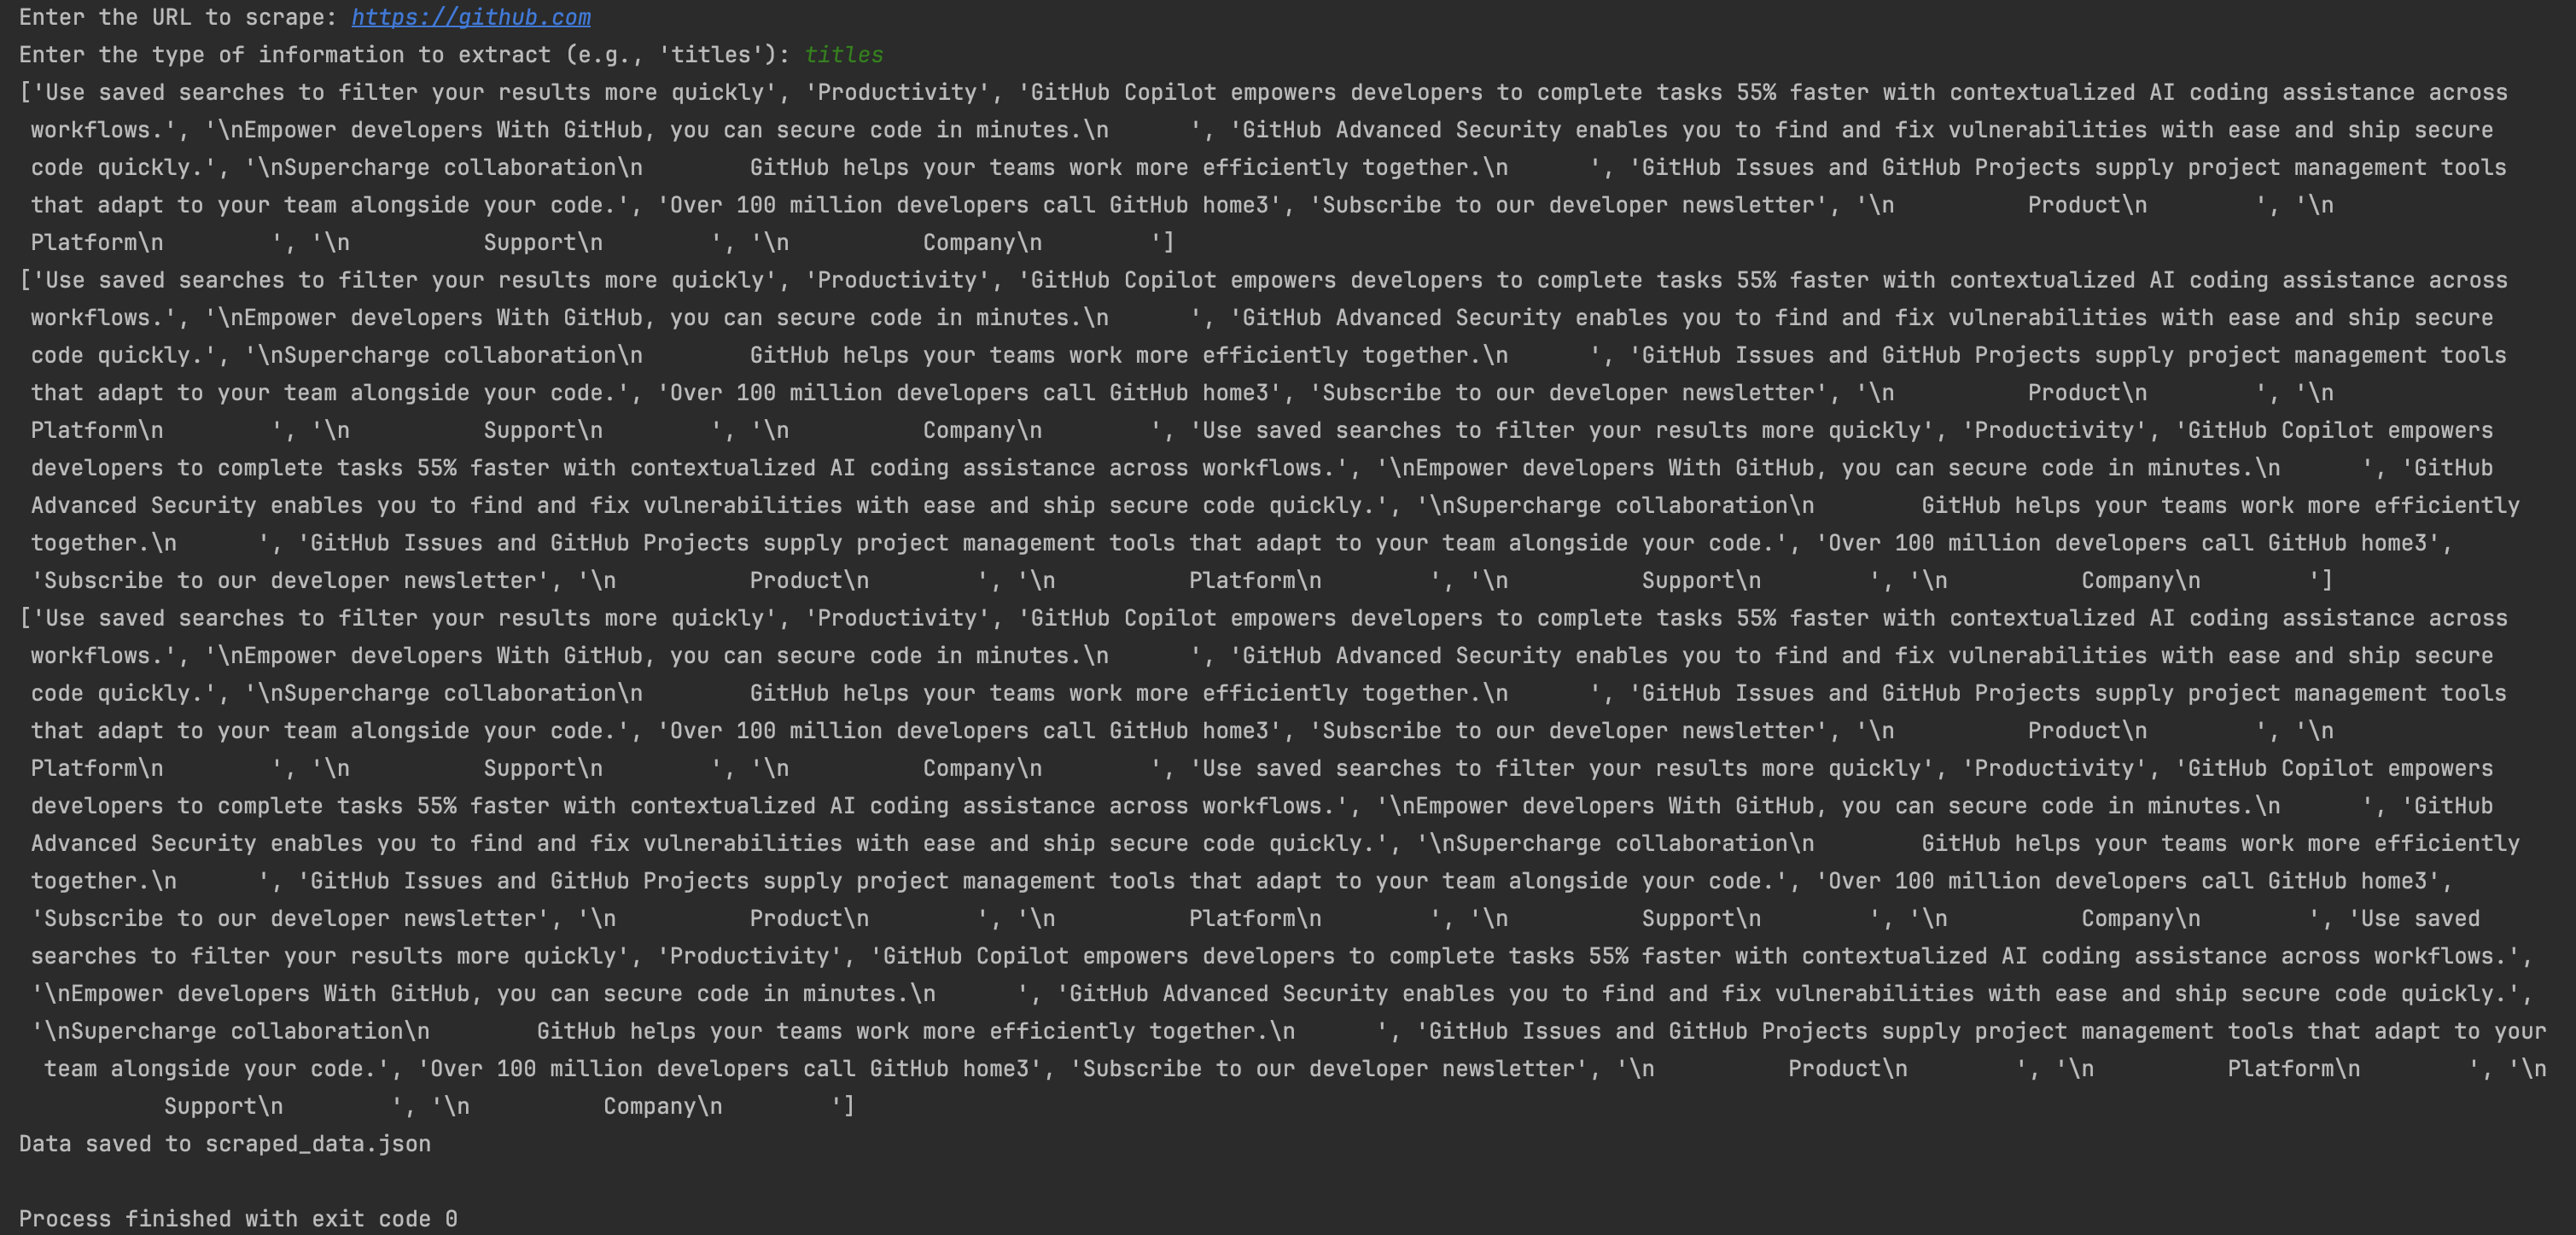 Enter the URL to scrape: https://github.com
Enter the type of information to extract (e.g., 'titles'): titles
['Use saved searches to filter your results more quickly', 'Productivity', 'GitHub Copilot empowers developers to complete tasks 55% faster with contextualized AI coding assistance across
workflows.', '\nEmpower developers With GitHub, you can secure code in minutes.\n      ', 'GitHub Advanced Security enables you to find and fix vulnerabilities with ease and ship secure
code quickly.', '\nSupercharge collaboration\n        GitHub helps your teams work more efficiently together.\n      ', 'GitHub Issues and GitHub Projects supply project management tools
that adapt to your team alongside your code.', 'Over 100 million developers call GitHub home3', 'Subscribe to our developer newsletter', '\n          Product\n        ', '\n
Platform\n        ', '\n          Support\n        ', '\n          Company\n        ']
['Use saved searches to filter your results more quickly', 'Productivity', 'GitHub Copilot empowers developers to complete tasks 55% faster with contextualized AI coding assistance across
workflows.', '\nEmpower developers With GitHub, you can secure code in minutes.\n      ', 'GitHub Advanced Security enables you to find and fix vulnerabilities with ease and ship secure
code quickly.', '\nSupercharge collaboration\n        GitHub helps your teams work more efficiently together.\n      ', 'GitHub Issues and GitHub Projects supply project management tools
that adapt to your team alongside your code.', 'Over 100 million developers call GitHub home3', 'Subscribe to our developer newsletter', '\n          Product\n        ', '\n
Platform\n        ', '\n          Support\n        ', '\n          Company\n        ', 'Use saved searches to filter your results more quickly', 'Productivity', 'GitHub Copilot empowers
developers to complete tasks 55% faster with contextualized AI coding assistance across workflows.', '\nEmpower developers With GitHub, you can secure code in minutes.\n      ', 'GitHub
Advanced Security enables you to find and fix vulnerabilities with ease and ship secure code quickly.', '\nSupercharge collaboration\n        GitHub helps your teams work more efficiently
together.\n      ', 'GitHub Issues and GitHub Projects supply project management tools that adapt to your team alongside your code.', 'Over 100 million developers call GitHub home3',
'Subscribe to our developer newsletter', '\n          Product\n        ', '\n          Platform\n        ', '\n          Support\n        ', '\n          Company\n        ']
['Use saved searches to filter your results more quickly', 'Productivity', 'GitHub Copilot empowers developers to complete tasks 55% faster with contextualized AI coding assistance across
workflows.', '\nEmpower developers With GitHub, you can secure code in minutes.\n      ', 'GitHub Advanced Security enables you to find and fix vulnerabilities with ease and ship secure
code quickly.', '\nSupercharge collaboration\n        GitHub helps your teams work more efficiently together.\n      ', 'GitHub Issues and GitHub Projects supply project management tools
that adapt to your team alongside your code.', 'Over 100 million developers call GitHub home3', 'Subscribe to our developer newsletter', '\n          Product\n        ', '\n
Platform\n        ', '\n          Support\n        ', '\n          Company\n        ', 'Use saved searches to filter your results more quickly', 'Productivity', 'GitHub Copilot empowers
developers to complete tasks 55% faster with contextualized AI coding assistance across workflows.', '\nEmpower developers With GitHub, you can secure code in minutes.\n      ', 'GitHub
Advanced Security enables you to find and fix vulnerabilities with ease and ship secure code quickly.', '\nSupercharge collaboration\n        GitHub helps your teams work more efficiently
together.\n      ', 'GitHub Issues and GitHub Projects supply project management tools that adapt to your team alongside your code.', 'Over 100 million developers call GitHub home3',
'Subscribe to our developer newsletter', '\n          Product\n        ', '\n          Platform\n        ', '\n          Support\n        ', '\n          Company\n        ', 'Use saved
searches to filter your results more quickly', 'Productivity', 'GitHub Copilot empowers developers to complete tasks 55% faster with contextualized AI coding assistance across workflows.',
'\nEmpower developers With GitHub, you can secure code in minutes.\n      ', 'GitHub Advanced Security enables you to find and fix vulnerabilities with ease and ship secure code quickly.',
'\nSupercharge collaboration\n        GitHub helps your teams work more efficiently together.\n      ', 'GitHub Issues and GitHub Projects supply project management tools that adapt to your
team alongside your code.', 'Over 100 million developers call GitHub home3', 'Subscribe to our developer newsletter', '\n          Product\n        ', '\n          Platform\n        ', '\n
Support\n        ', '\n          Company\n        ']
Data saved to scraped_data.json
Process finished with exit code 0